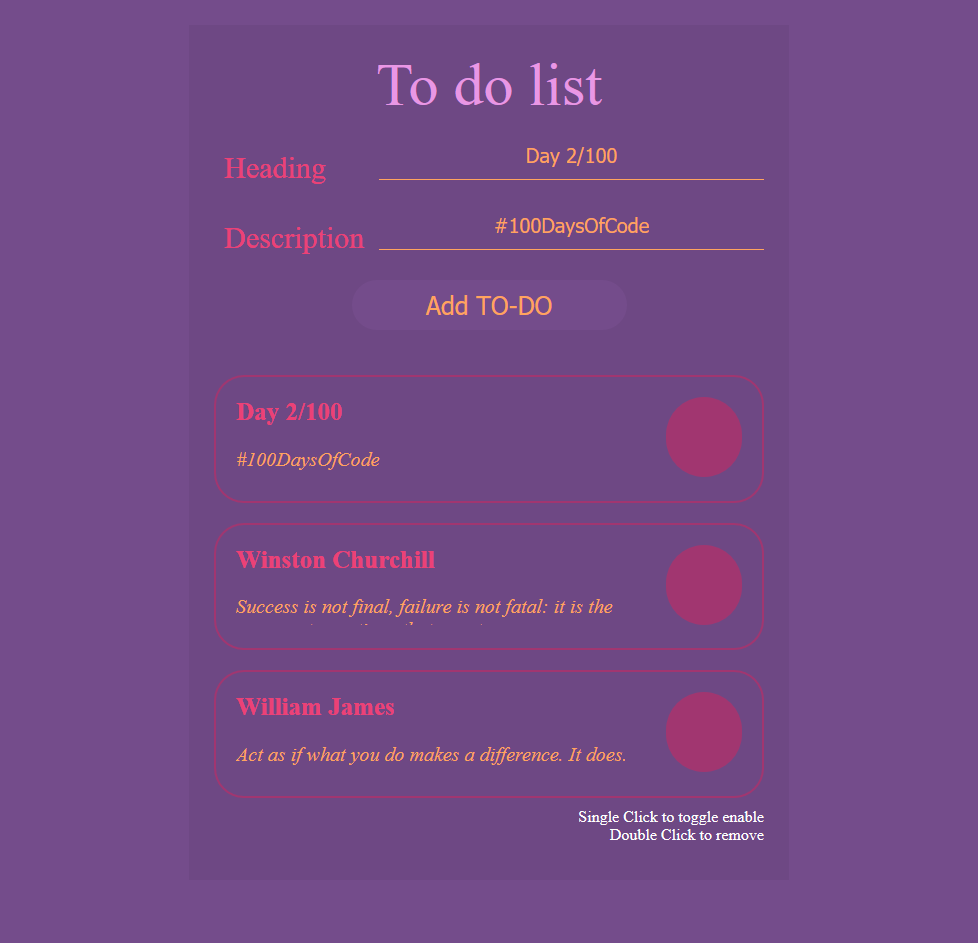 To do list
Heading
Day 2/100
Description
#100DaysOfCode
Add TO-DO
Day 2/100
#100DaysOfCode
Winston Churchill
Success is not final, failure is not fatal: it is the
William James
Act as if what you do makes a difference. It does.
Single Click to toggle enable
Double Click to remove